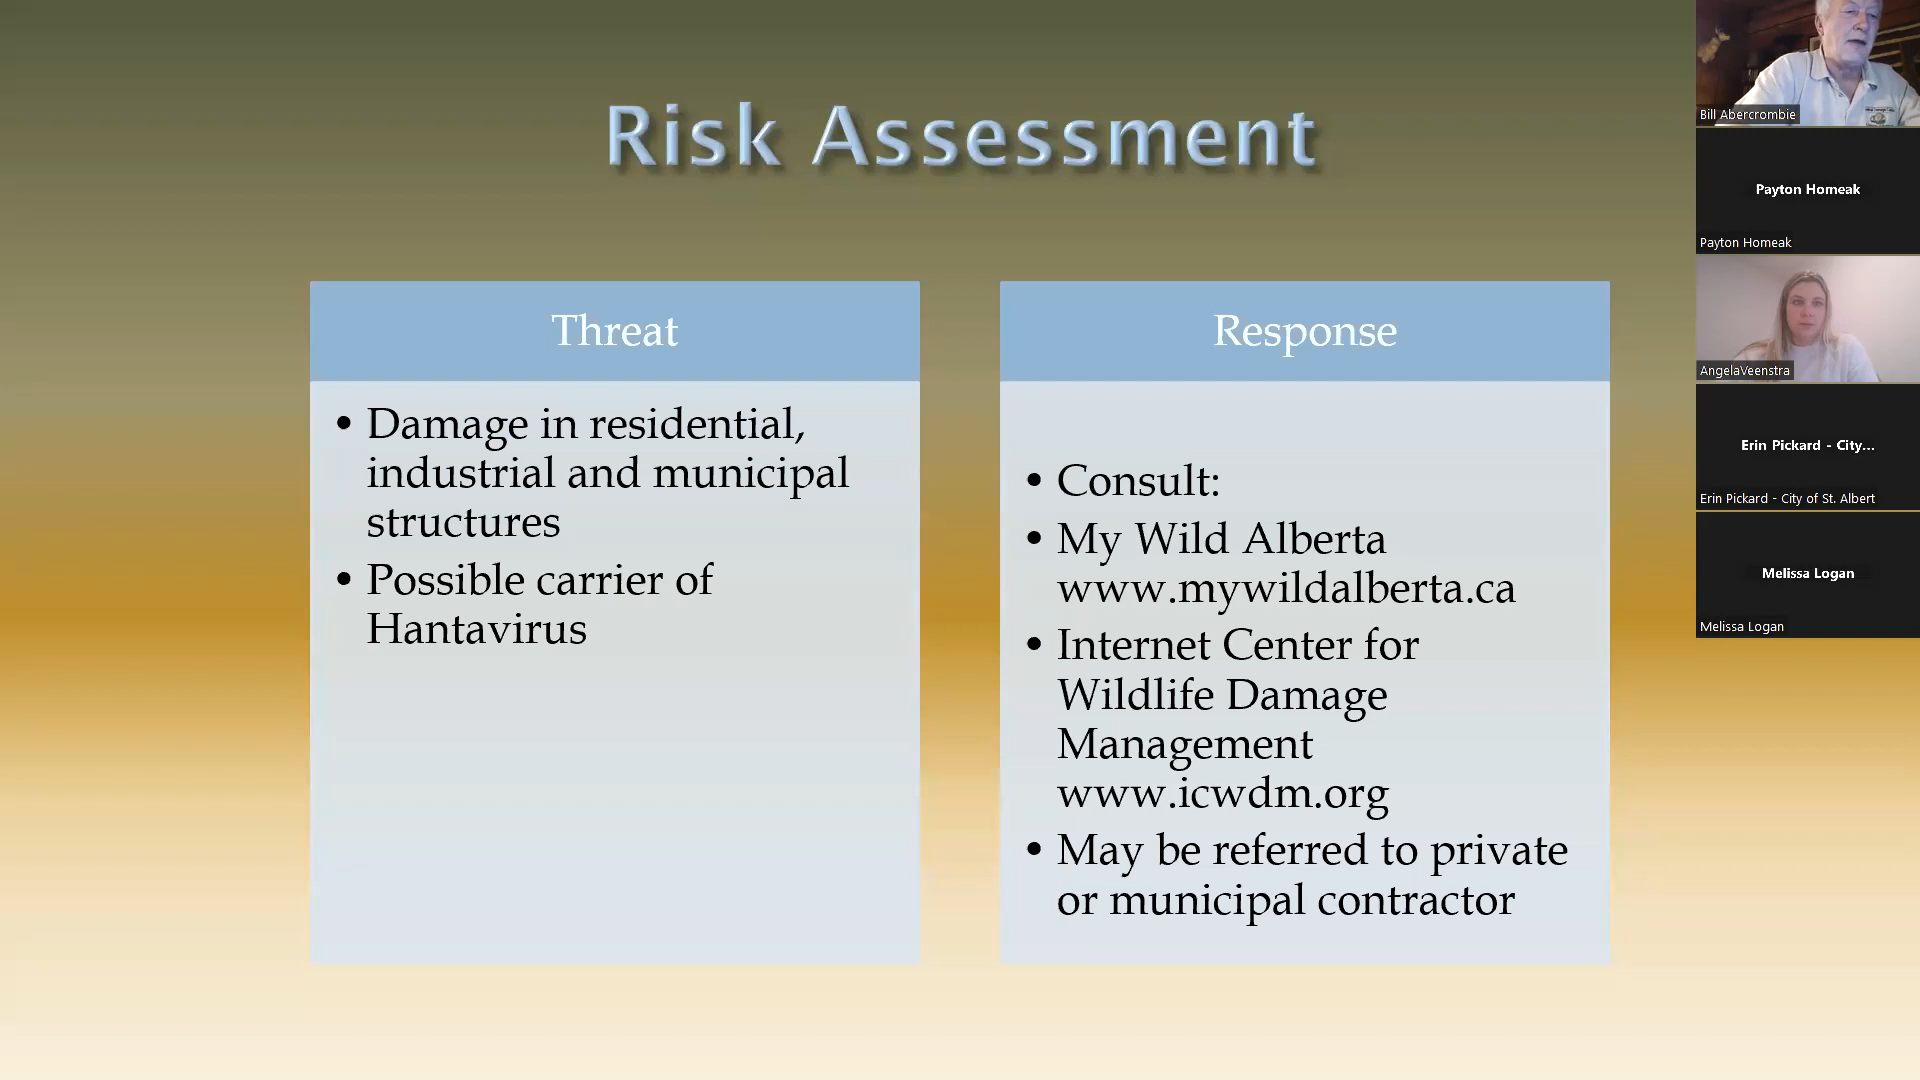 Risk Assessment
Threat
• Damage in residential,
industrial and municipal
structures
• Possible carrier of
Hantavirus
Response
• Consult:
• My Wild Alberta
www.mywildalberta.ca
• Internet Center for
Wildlife Damage
Management
www.icwdm.org
• May be referred to private
or municipal contractor
Bill Abercrombie
Payton Homeak
Payton Homeak
AngelaVeenstra
Erin Pickard - City...
Erin Pickard - City of St. Albert
Melissa Logan
Melissa Logan